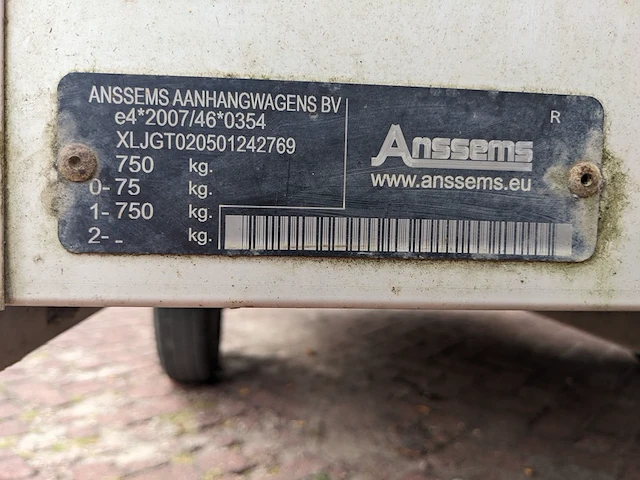 ANSSEMS AANHANGWAGENS BV
e4*2007/46*0354
XLJGT020501242769
750 kg.
0- 75 kg.
1- 750 kg.
2- - kg.
R
Anssems
www.anssems.eu